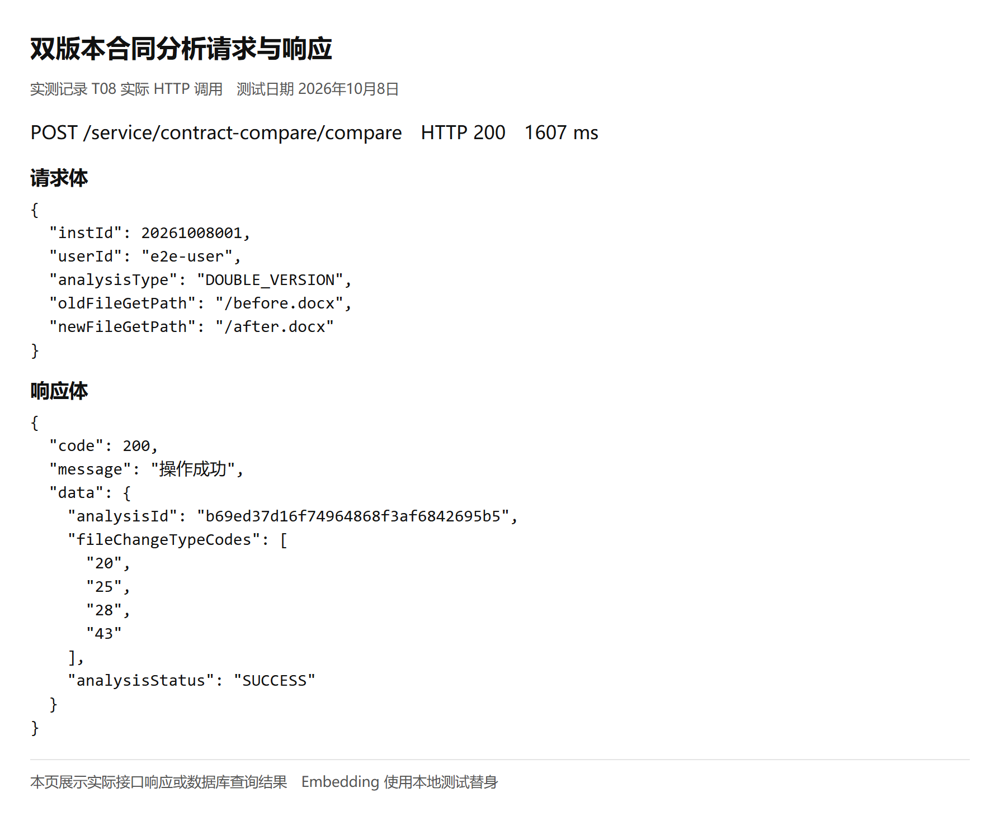 双版本合同分析请求与响应
实测记录 T08 实际 HTTP 调用 测试日期 2026年10月8日
POST /service/contract-compare/compare HTTP 200 1607 ms
请求体
{
  "instId": 20261008001,
  "userId": "e2e-user",
  "analysisType": "DOUBLE_VERSION",
  "oldFileGetPath": "/before.docx",
  "newFileGetPath": "/after.docx"
}
响应体
{
  "code": 200,
  "message": "操作成功",
  "data": {
    "analysisId": "b69ed37d16f74964868f3af6842695b5",
    "fileChangeTypeCodes": [
      "20",
      "25",
      "28",
      "43"
    ],
    "analysisStatus": "SUCCESS"
  }
}
本页展示实际接口响应或数据库查询结果 Embedding 使用本地测试替身